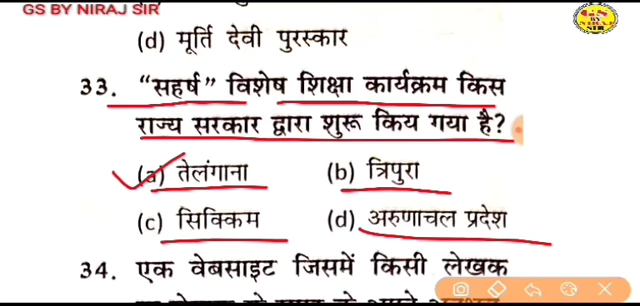 GS BY NIRAJ SIR
(d) मूर्ति देवी पुरस्कार
33. “सहर्ष” विशेष शिक्षा कार्यक्रम किस
राज्य सरकार द्वारा शुरू किय गया है?
(a) तेलंगाना (b) त्रिपुरा
(c) सिक्किम (d) अरुणाचल प्रदेश
34. एक वेबसाइट जिसमें किसी लेखक